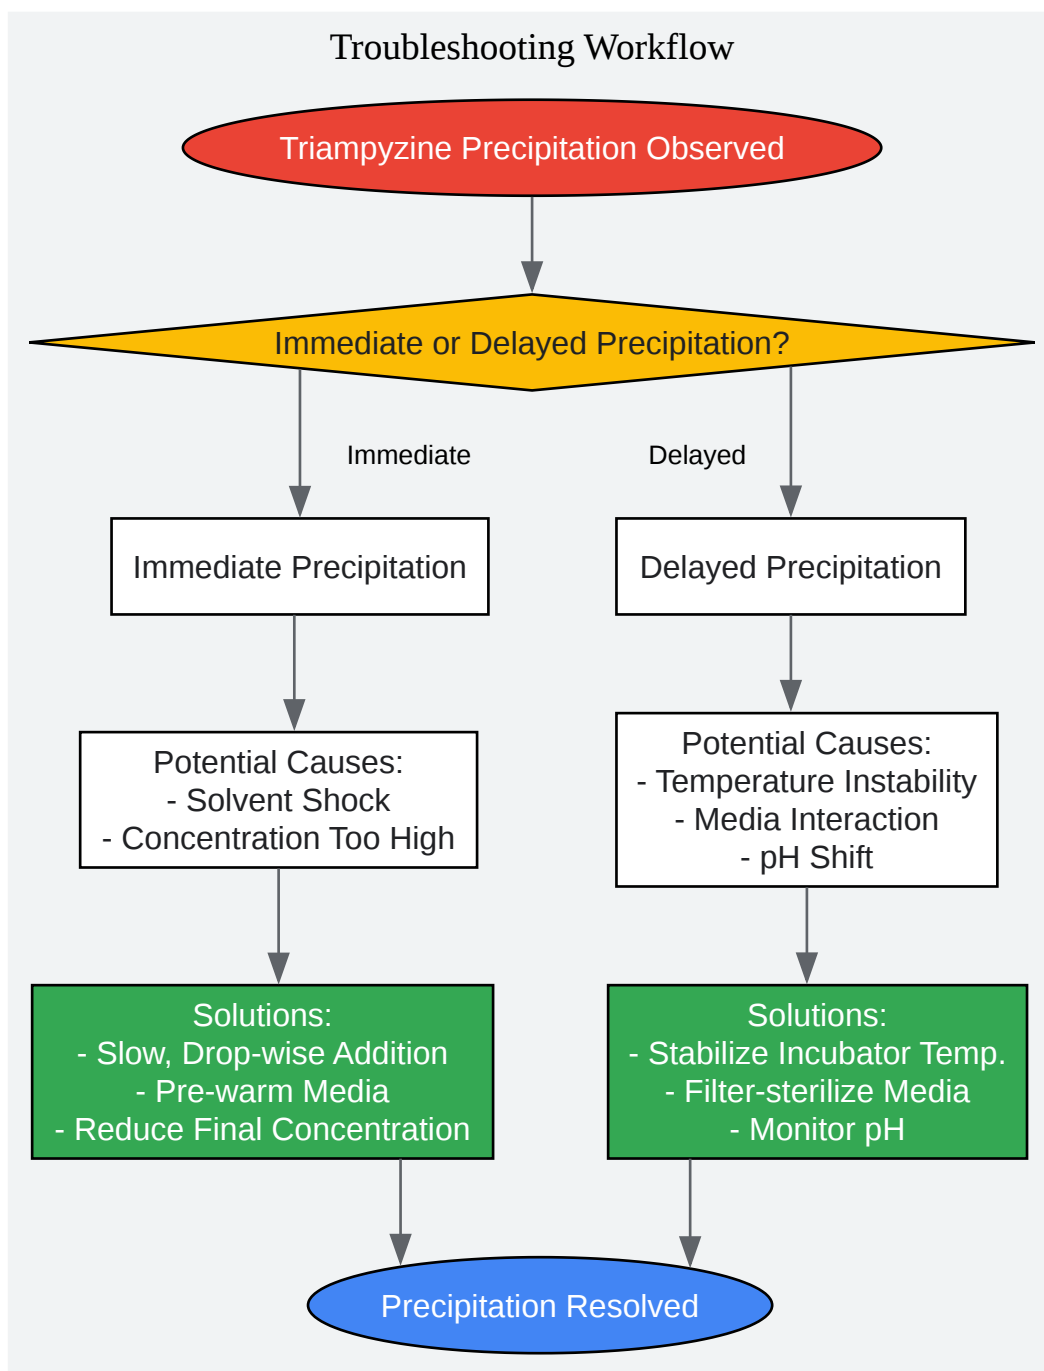 Troubleshooting Workflow
Triampyzine Precipitation Observed
Immediate or Delayed Precipitation?
Immediate
Delayed
Immediate Precipitation
Delayed Precipitation
Potential Causes:
- Solvent Shock
- Concentration Too High
Potential Causes:
- Temperature Instability
- Media Interaction
- pH Shift
Solutions:
- Slow, Drop-wise Addition
- Pre-warm Media
- Reduce Final Concentration
Solutions:
- Stabilize Incubator Temp.
- Filter-sterilize Media
- Monitor pH
Precipitation Resolved